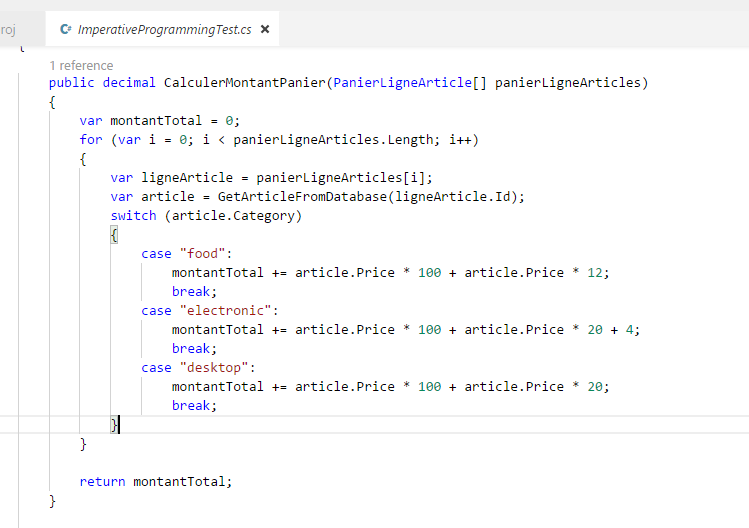 roj
C# ImperativeProgrammingTest.cs ×
{
1 reference
public decimal CalculerMontantPanier(PanierLigneArticle[] panierLigneArticles)
{
    var montantTotal = 0;
    for (var i = 0; i < panierLigneArticles.Length; i++)
    {
        var ligneArticle = panierLigneArticles[i];
        var article = GetArticleFromDatabase(ligneArticle.Id);
        switch (article.Category)
        {
            case "food":
                montantTotal += article.Price * 100 + article.Price * 12;
                break;
            case "electronic":
                montantTotal += article.Price * 100 + article.Price * 20 + 4;
                break;
            case "desktop":
                montantTotal += article.Price * 100 + article.Price * 20;
                break;
        }
    }
    return montantTotal;
}